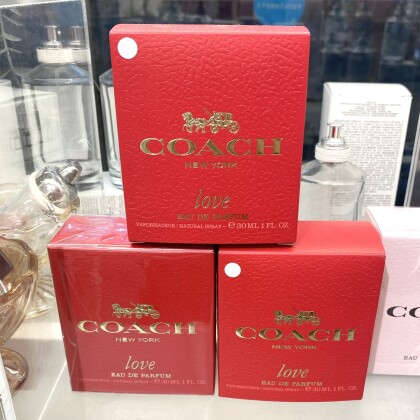 COACH
NEW YORK
love
EAU DE PARFUM
VAPORISATEUR / NATURAL SPRAY – ℮ 30 ML 1 FL. OZ.
COACH
NEW YORK
love
EAU DE PARFUM
VAPORISATEUR / NATURAL SPRAY – ℮ 30 ML 1 FL. OZ.
COACH
NEW YORK
love
EAU DE PARFUM
VAPORISATEUR / NATURAL SPRAY – ℮ 30 ML 1 FL. OZ.
EAU